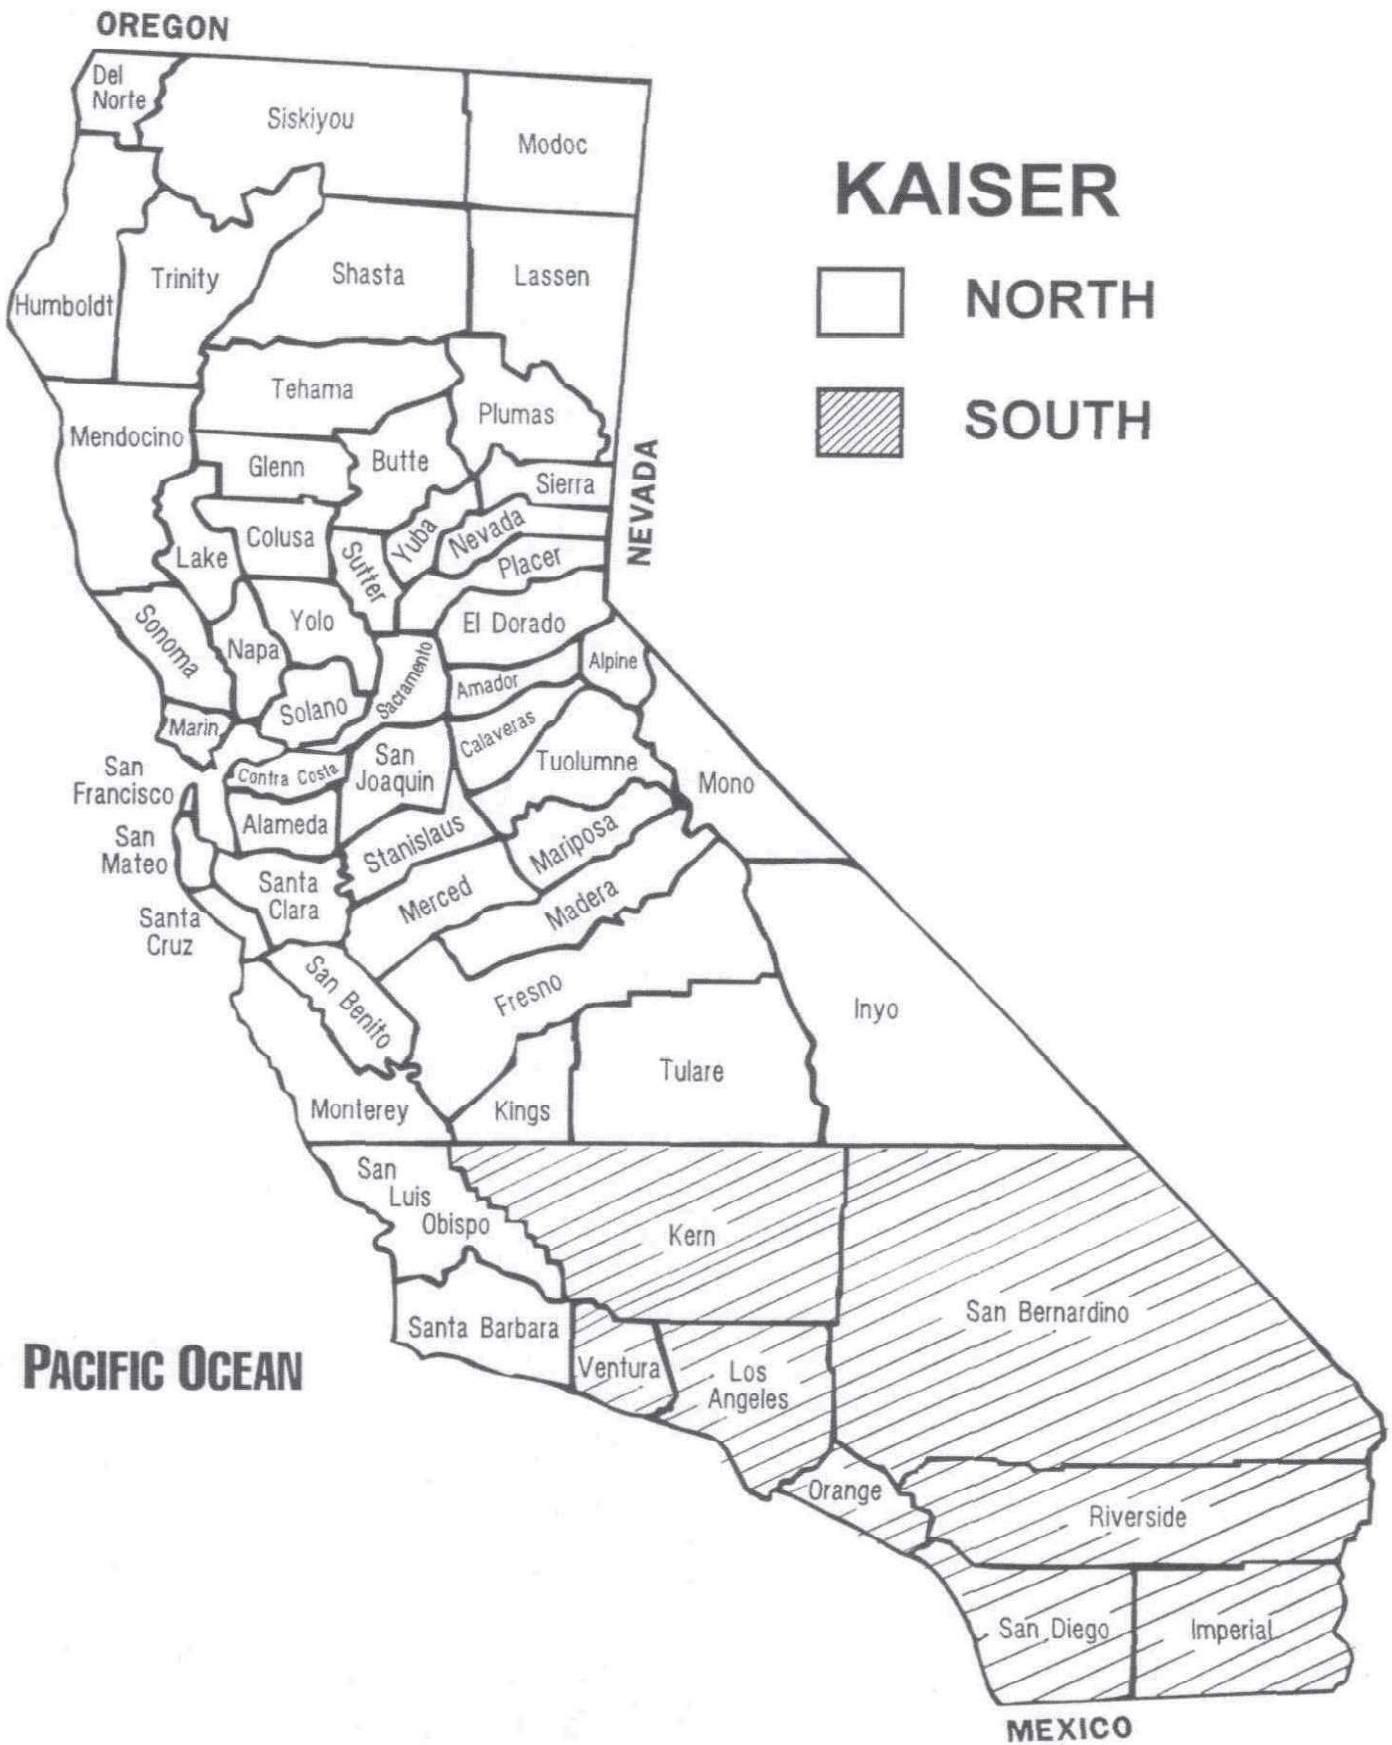 OREGON
Del
Norte
Siskiyou
Modoc
KAISER
NORTH
SOUTH
Humboldt
Trinity
Shasta
Lassen
Tehama
Plumas
Mendocino
Glenn
Butte
Sierra
NEVADA
Colusa
Lake
Sutter
Yuba
Nevada
Placer
Sonoma
Napa
Yolo
El Dorado
Sacramento
Alpine
Amador
Solano
Marin
Calaveras
San
Francisco
Contra Costa
San
Joaquin
Tuolumne
Mono
San
Mateo
Alameda
Stanislaus
Mariposa
Santa
Clara
Merced
Madera
Santa
Cruz
San Benito
Fresno
Inyo
Monterey
Kings
Tulare
San
Luis
Obispo
Kern
San Bernardino
Santa Barbara
Ventura
Los
Angeles
PACIFIC OCEAN
Orange
Riverside
San Diego
Imperial
MEXICO